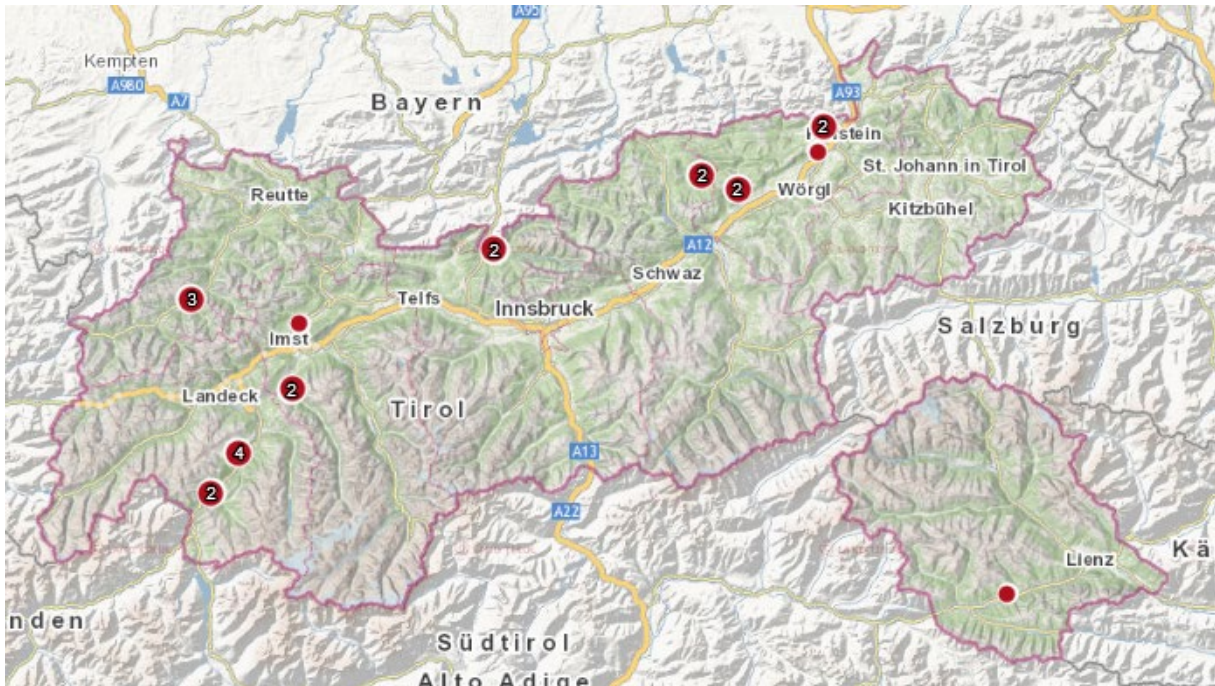 A95
Kempten
A980
A7
Bayern
A93
2
2
2
Wörgl
St. Johann in Tirol
Kitzbühel
Reutte
2
A12
Schwaz
3
Telfs
Innsbruck
Imst
Salzburg
2
Landeck
Tirol
4
A13
2
A22
Lienz
Kä
nden
Südtirol
Alto Adige